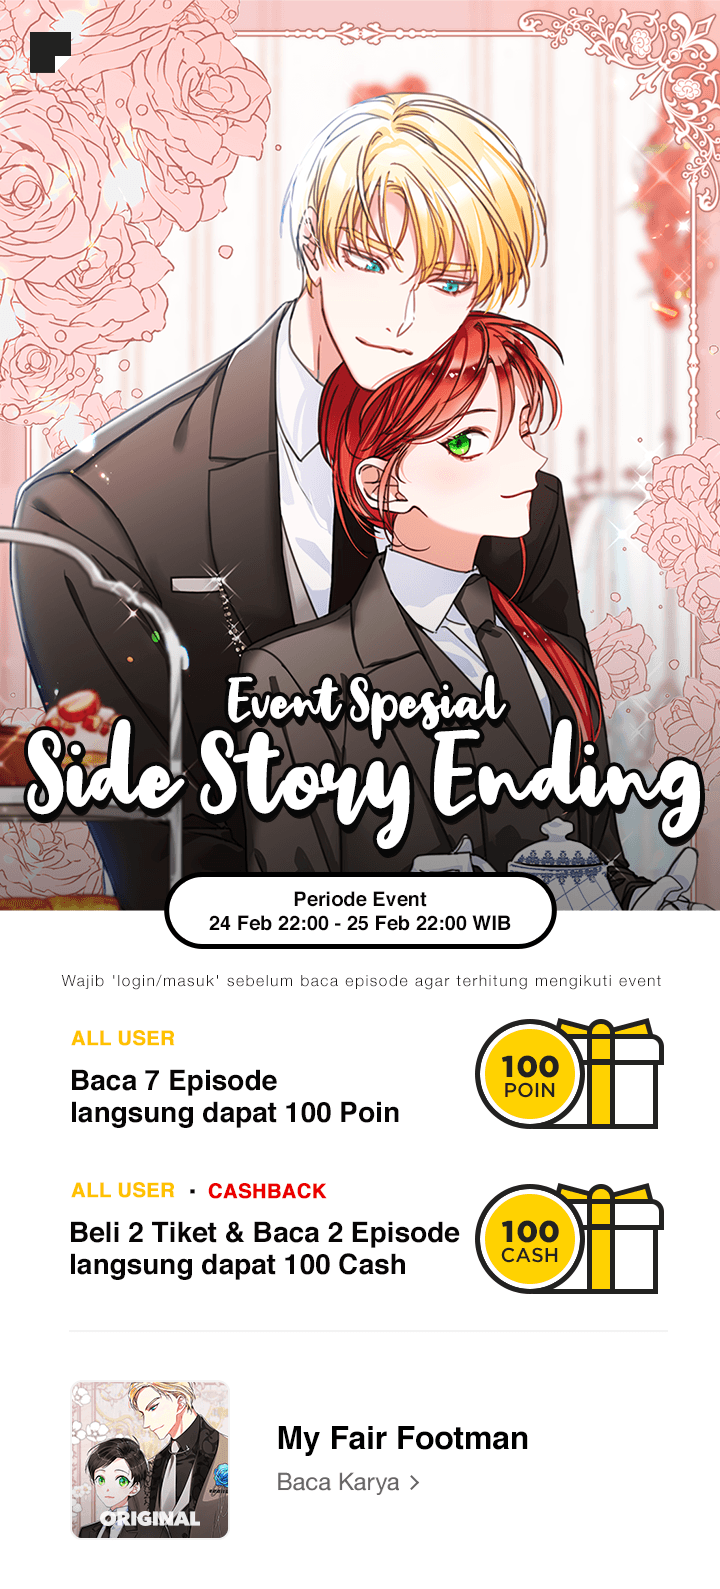 Event Spesial
Side Story Ending
Periode Event
24 Feb 22:00 - 25 Feb 22:00 WIB
Wajib 'login/masuk' sebelum baca episode agar terhitung mengikuti event
ALL USER
Baca 7 Episode
langsung dapat 100 Poin
100
POIN
ALL USER · CASHBACK
Beli 2 Tiket & Baca 2 Episode
langsung dapat 100 Cash
100
CASH
My Fair Footman
Baca Karya >
ORIGINAL